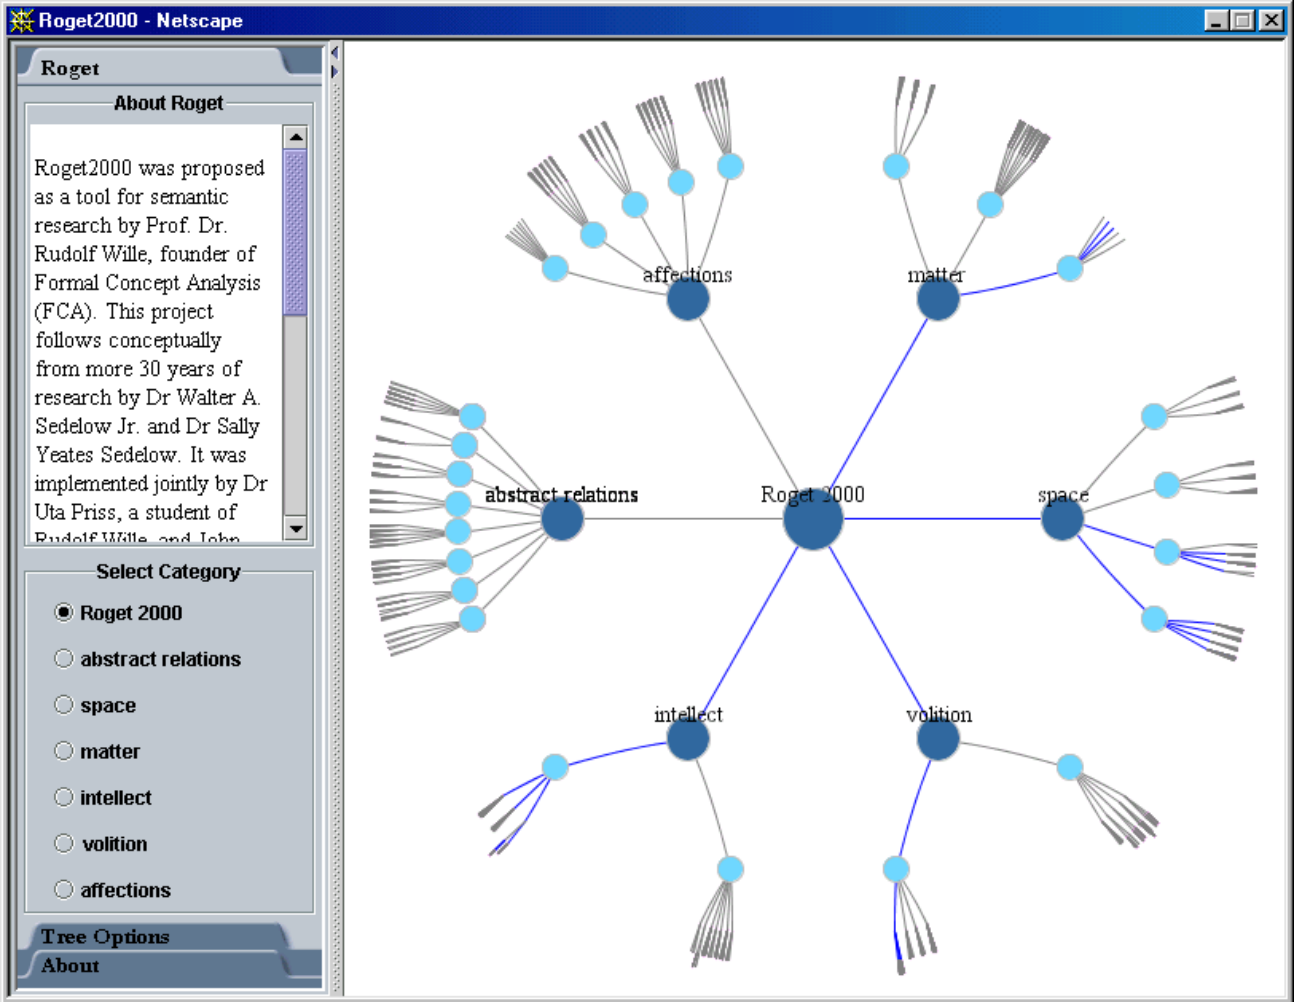 Roget2000 - Netscape
Roget
About Roget
Roget2000 was proposed
as a tool for semantic
research by Prof. Dr.
Rudolf Wille, founder of
Formal Concept Analysis
(FCA). This project
follows conceptually
from more 30 years of
research by Dr Walter A.
Sedelow Jr. and Dr Sally
Yeates Sedelow. It was
implemented jointly by Dr
Uta Priss, a student of
Rudolf Wille, and John
Select Category
Roget 2000
abstract relations
space
matter
intellect
volition
affections
Tree Options
About
affections
matter
abstract relations
Roget 2000
space
intellect
volition